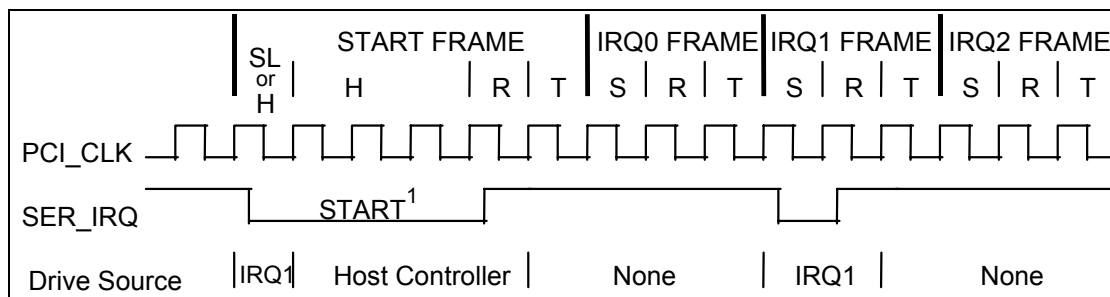 START FRAME IRQ0 FRAME IRQ1 FRAME IRQ2 FRAME
SL
or
H
H R T S R T S R T S R T
PCI_CLK
SER_IRQ START1
Drive Source IRQ1 Host Controller None IRQ1 None